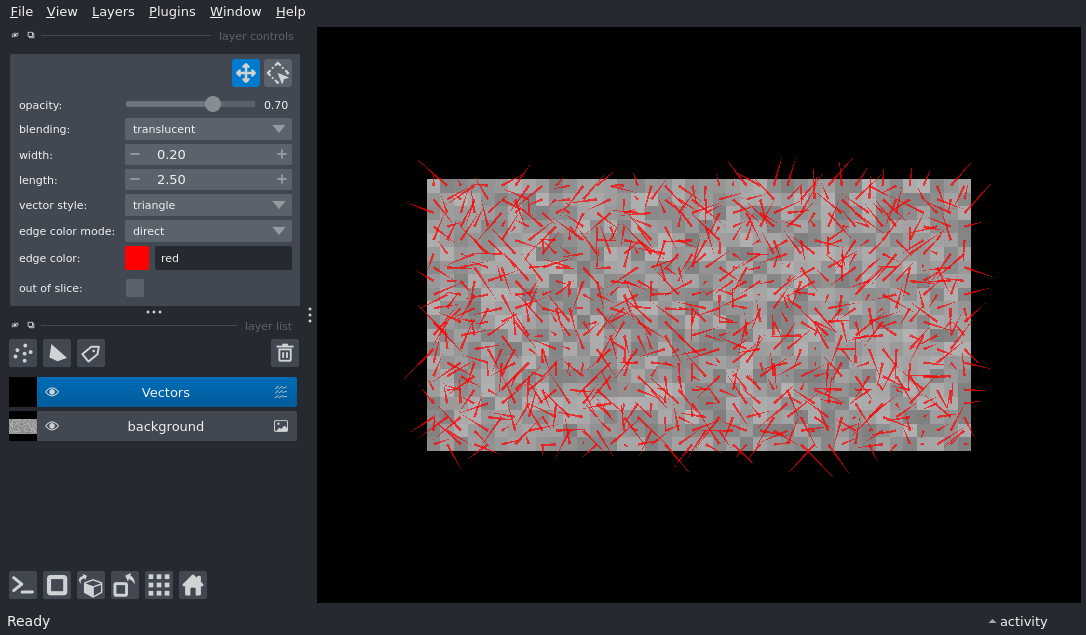 File View Layers Plugins Window Help
layer controls
opacity: 0.70
blending: translucent
width: 0.20
length: 2.50
vector style: triangle
edge color mode: direct
edge color: red
out of slice:
layer list
Vectors
background
Ready
activity